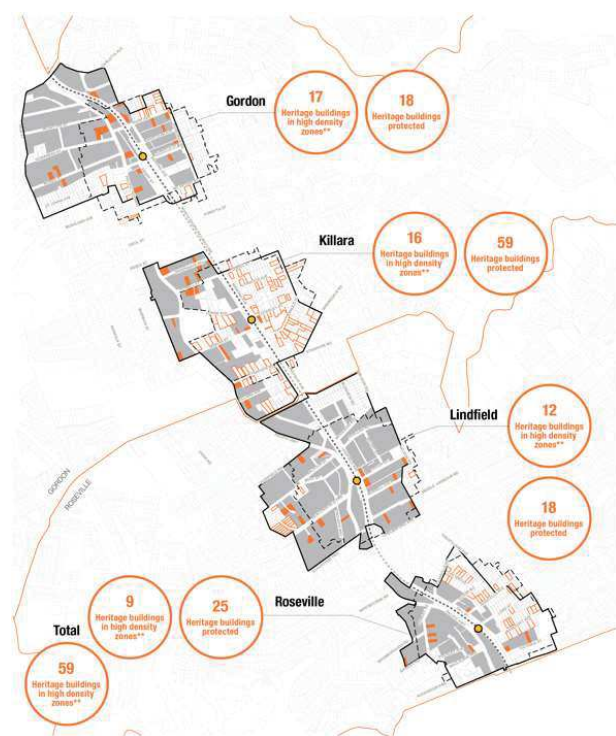 Gordon
17
Heritage buildings
in high density
zones**
18
Heritage buildings
protected
Killara
16
Heritage buildings
in high density
zones**
59
Heritage buildings
protected
Lindfield
12
Heritage buildings
in high density
zones**
18
Heritage buildings
protected
GORDON
ROSEVILLE
Roseville
9
Heritage buildings
in high density
zones**
25
Heritage buildings
protected
Total
59
Heritage buildings
in high density
zones**